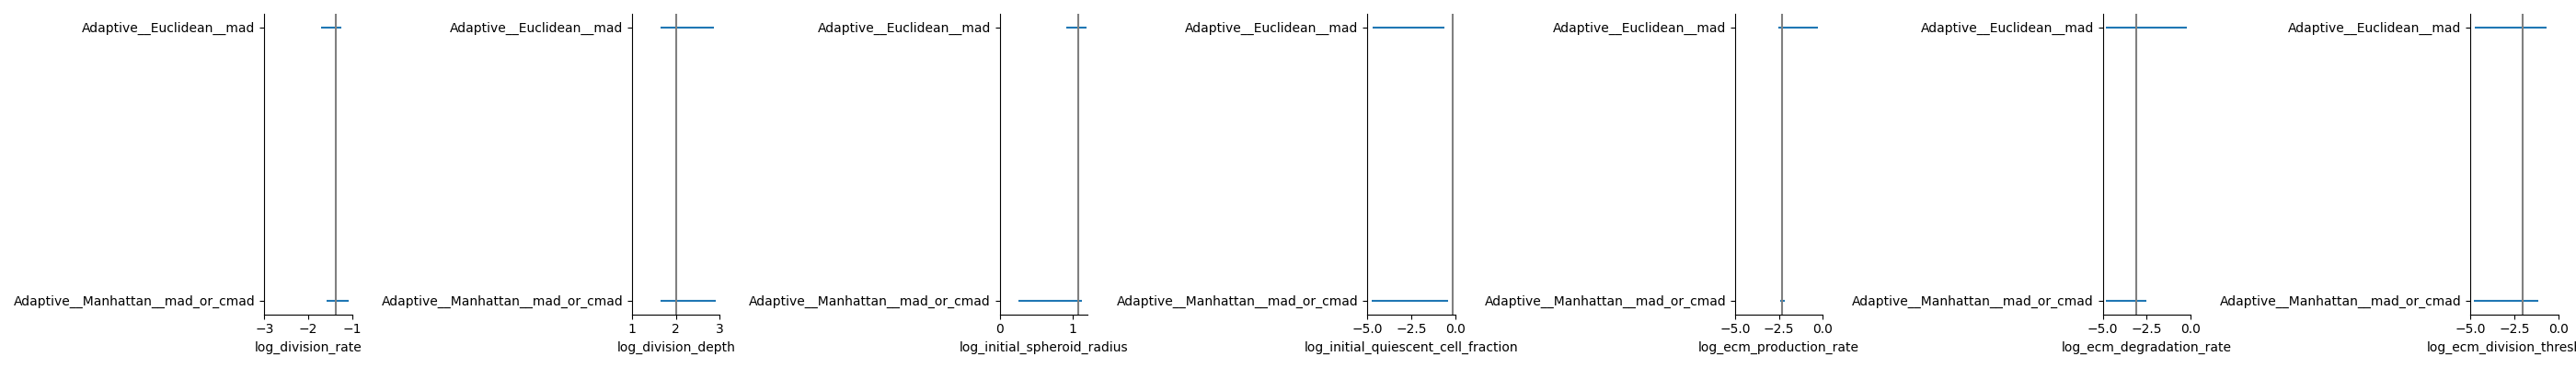 Adaptive__Euclidean__mad
Adaptive__Manhattan__mad_or_cmad
−3 −2 −1
log_division_rate
Adaptive__Euclidean__mad
Adaptive__Manhattan__mad_or_cmad
1 2 3
log_division_depth
Adaptive__Euclidean__mad
Adaptive__Manhattan__mad_or_cmad
0 1
log_initial_spheroid_radius
Adaptive__Euclidean__mad
Adaptive__Manhattan__mad_or_cmad
−5.0 −2.5 0.0
log_initial_quiescent_cell_fraction
Adaptive__Euclidean__mad
Adaptive__Manhattan__mad_or_cmad
−5.0 −2.5 0.0
log_ecm_production_rate
Adaptive__Euclidean__mad
Adaptive__Manhattan__mad_or_cmad
−5.0 −2.5 0.0
log_ecm_degradation_rate
Adaptive__Euclidean__mad
Adaptive__Manhattan__mad_or_cmad
−5.0 −2.5 0.0
log_ecm_division_thresh